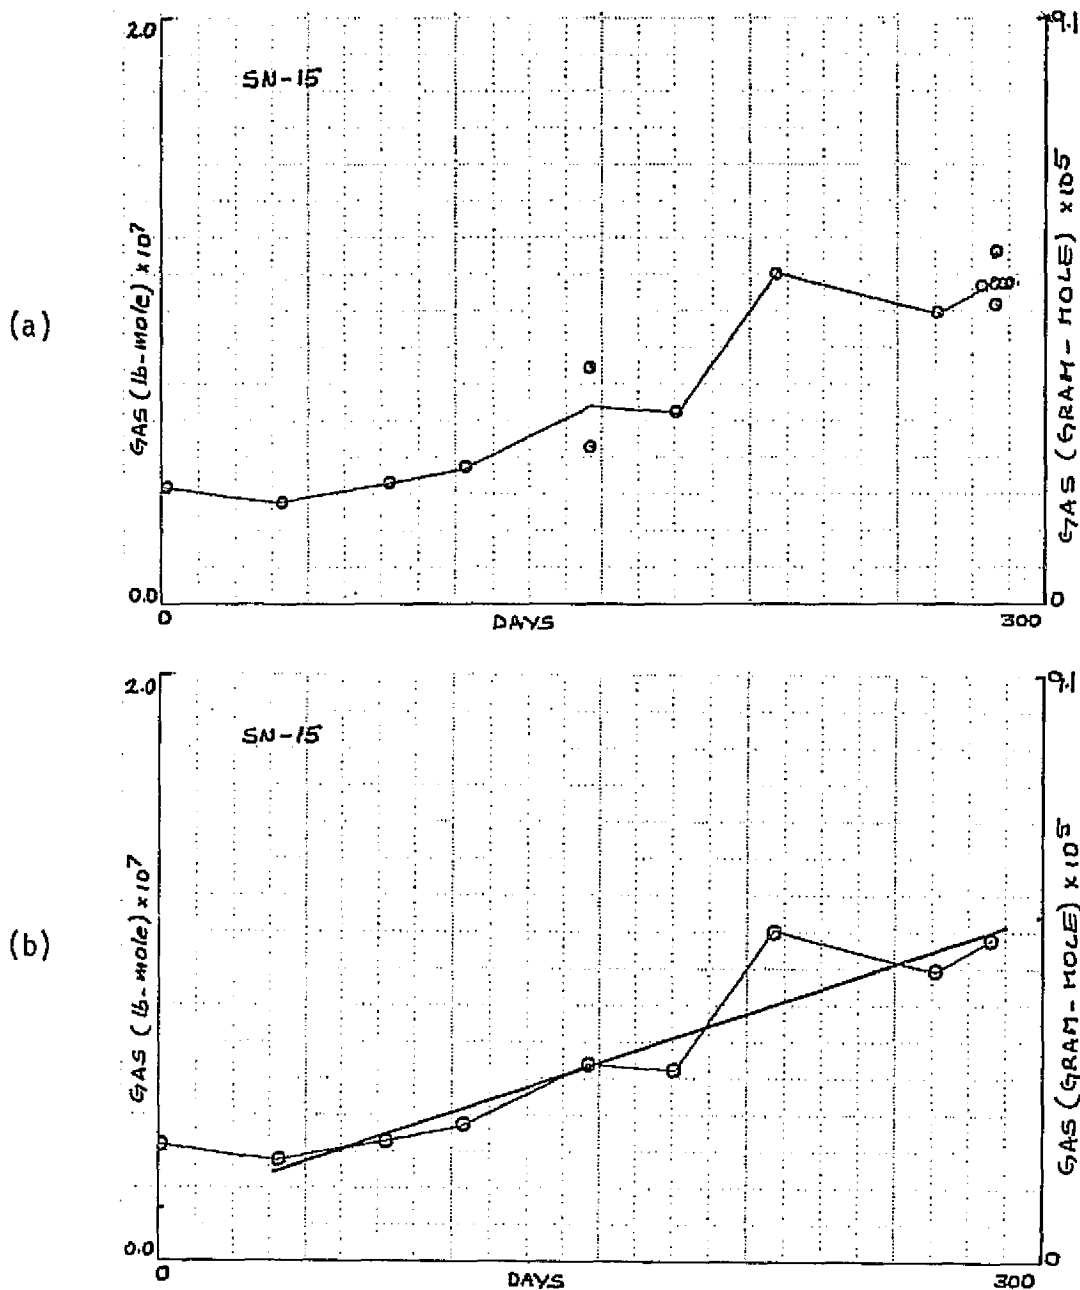 2.0
9.1
SN-15
(a)
GAS (lb-mole) x10⁷
GAS (GRAM-MOLE) x10⁵
0.0
0
0
DAYS
300
2.0
9.1
SN-15
(b)
GAS (lb-mole) x10⁷
GAS (GRAM-MOLE) x10⁵
0.0
0
0
DAYS
300